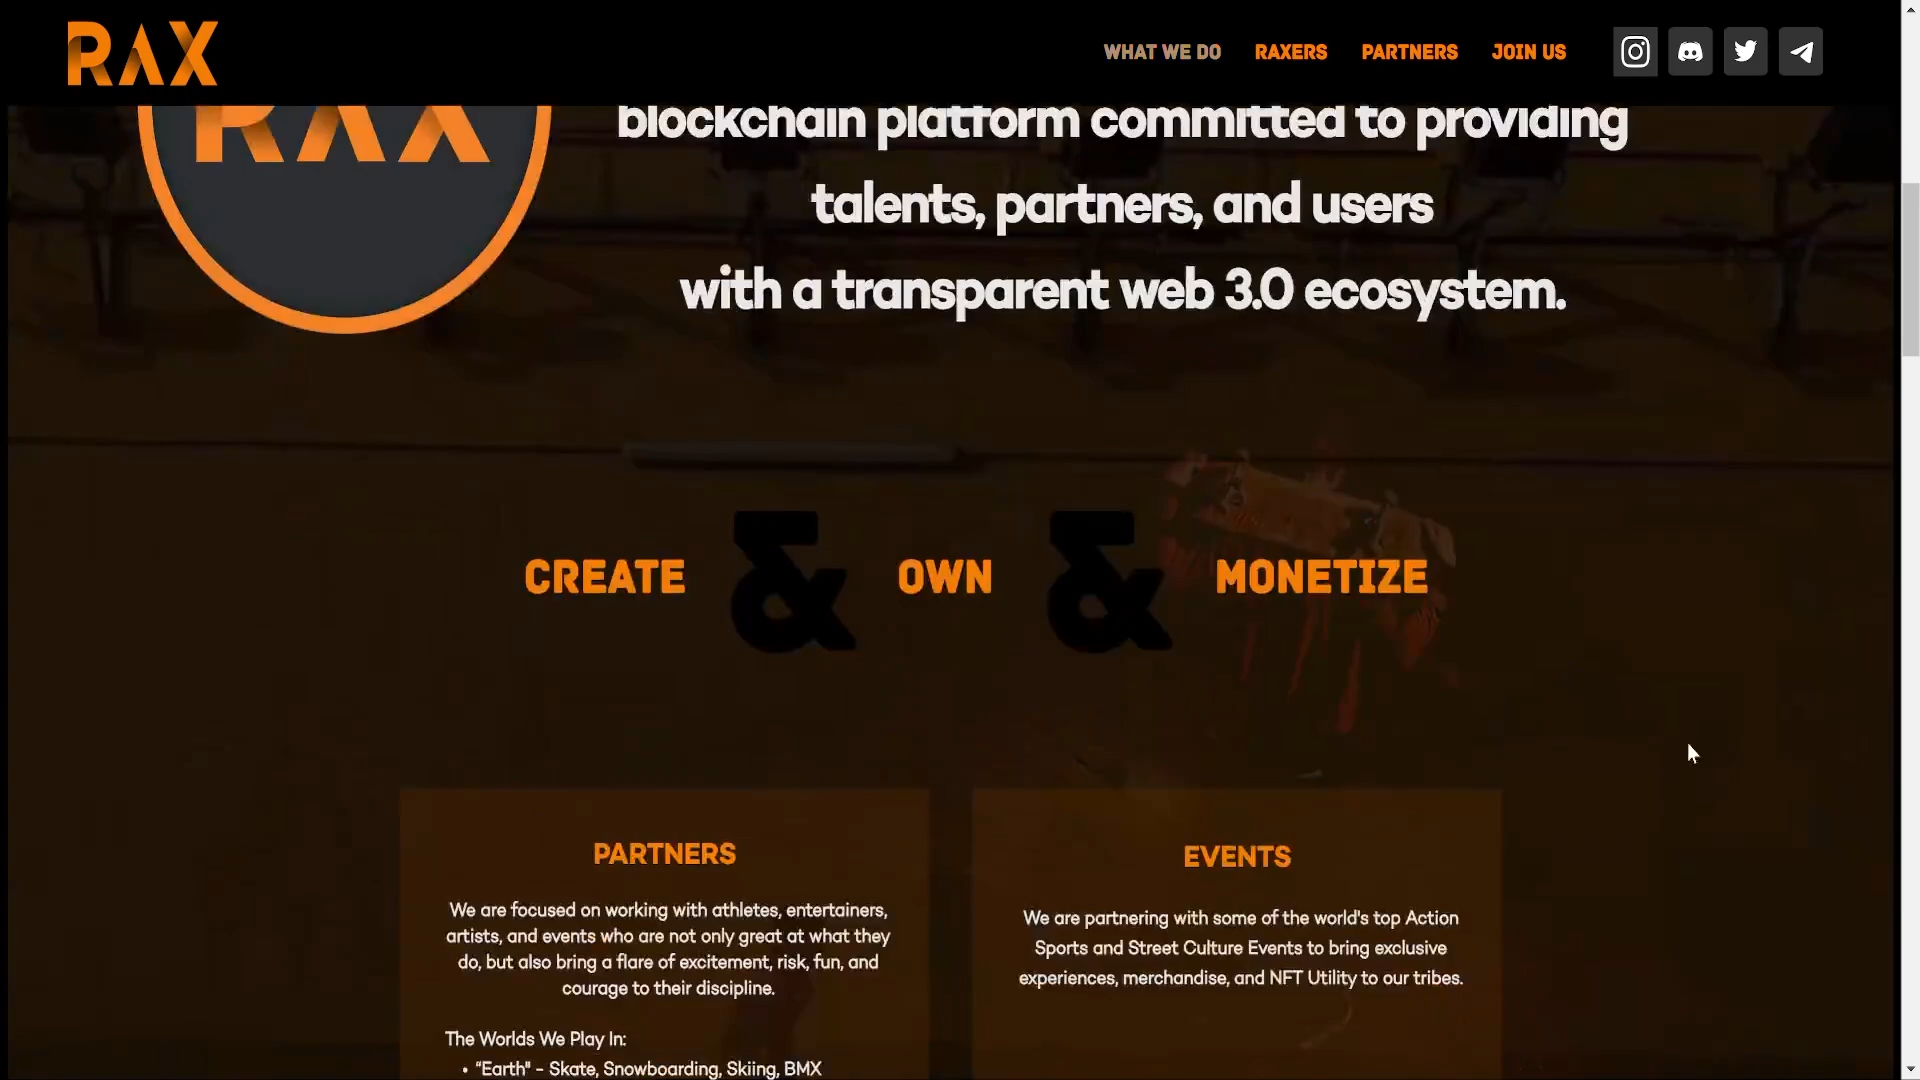 RAX
WHAT WE DO
RAXERS
PARTNERS
JOIN US
RAX
blockchain platform committed to providing
talents, partners, and users
with a transparent web 3.0 ecosystem.
CREATE & OWN & MONETIZE
PARTNERS
We are focused on working with athletes, entertainers,
artists, and events who are not only great at what they
do, but also bring a flare of excitement, risk, fun, and
courage to their discipline.
The Worlds We Play In:
• "Earth" - Skate, Snowboarding, Skiing, BMX
EVENTS
We are partnering with some of the world's top Action
Sports and Street Culture Events to bring exclusive
experiences, merchandise, and NFT Utility to our tribes.